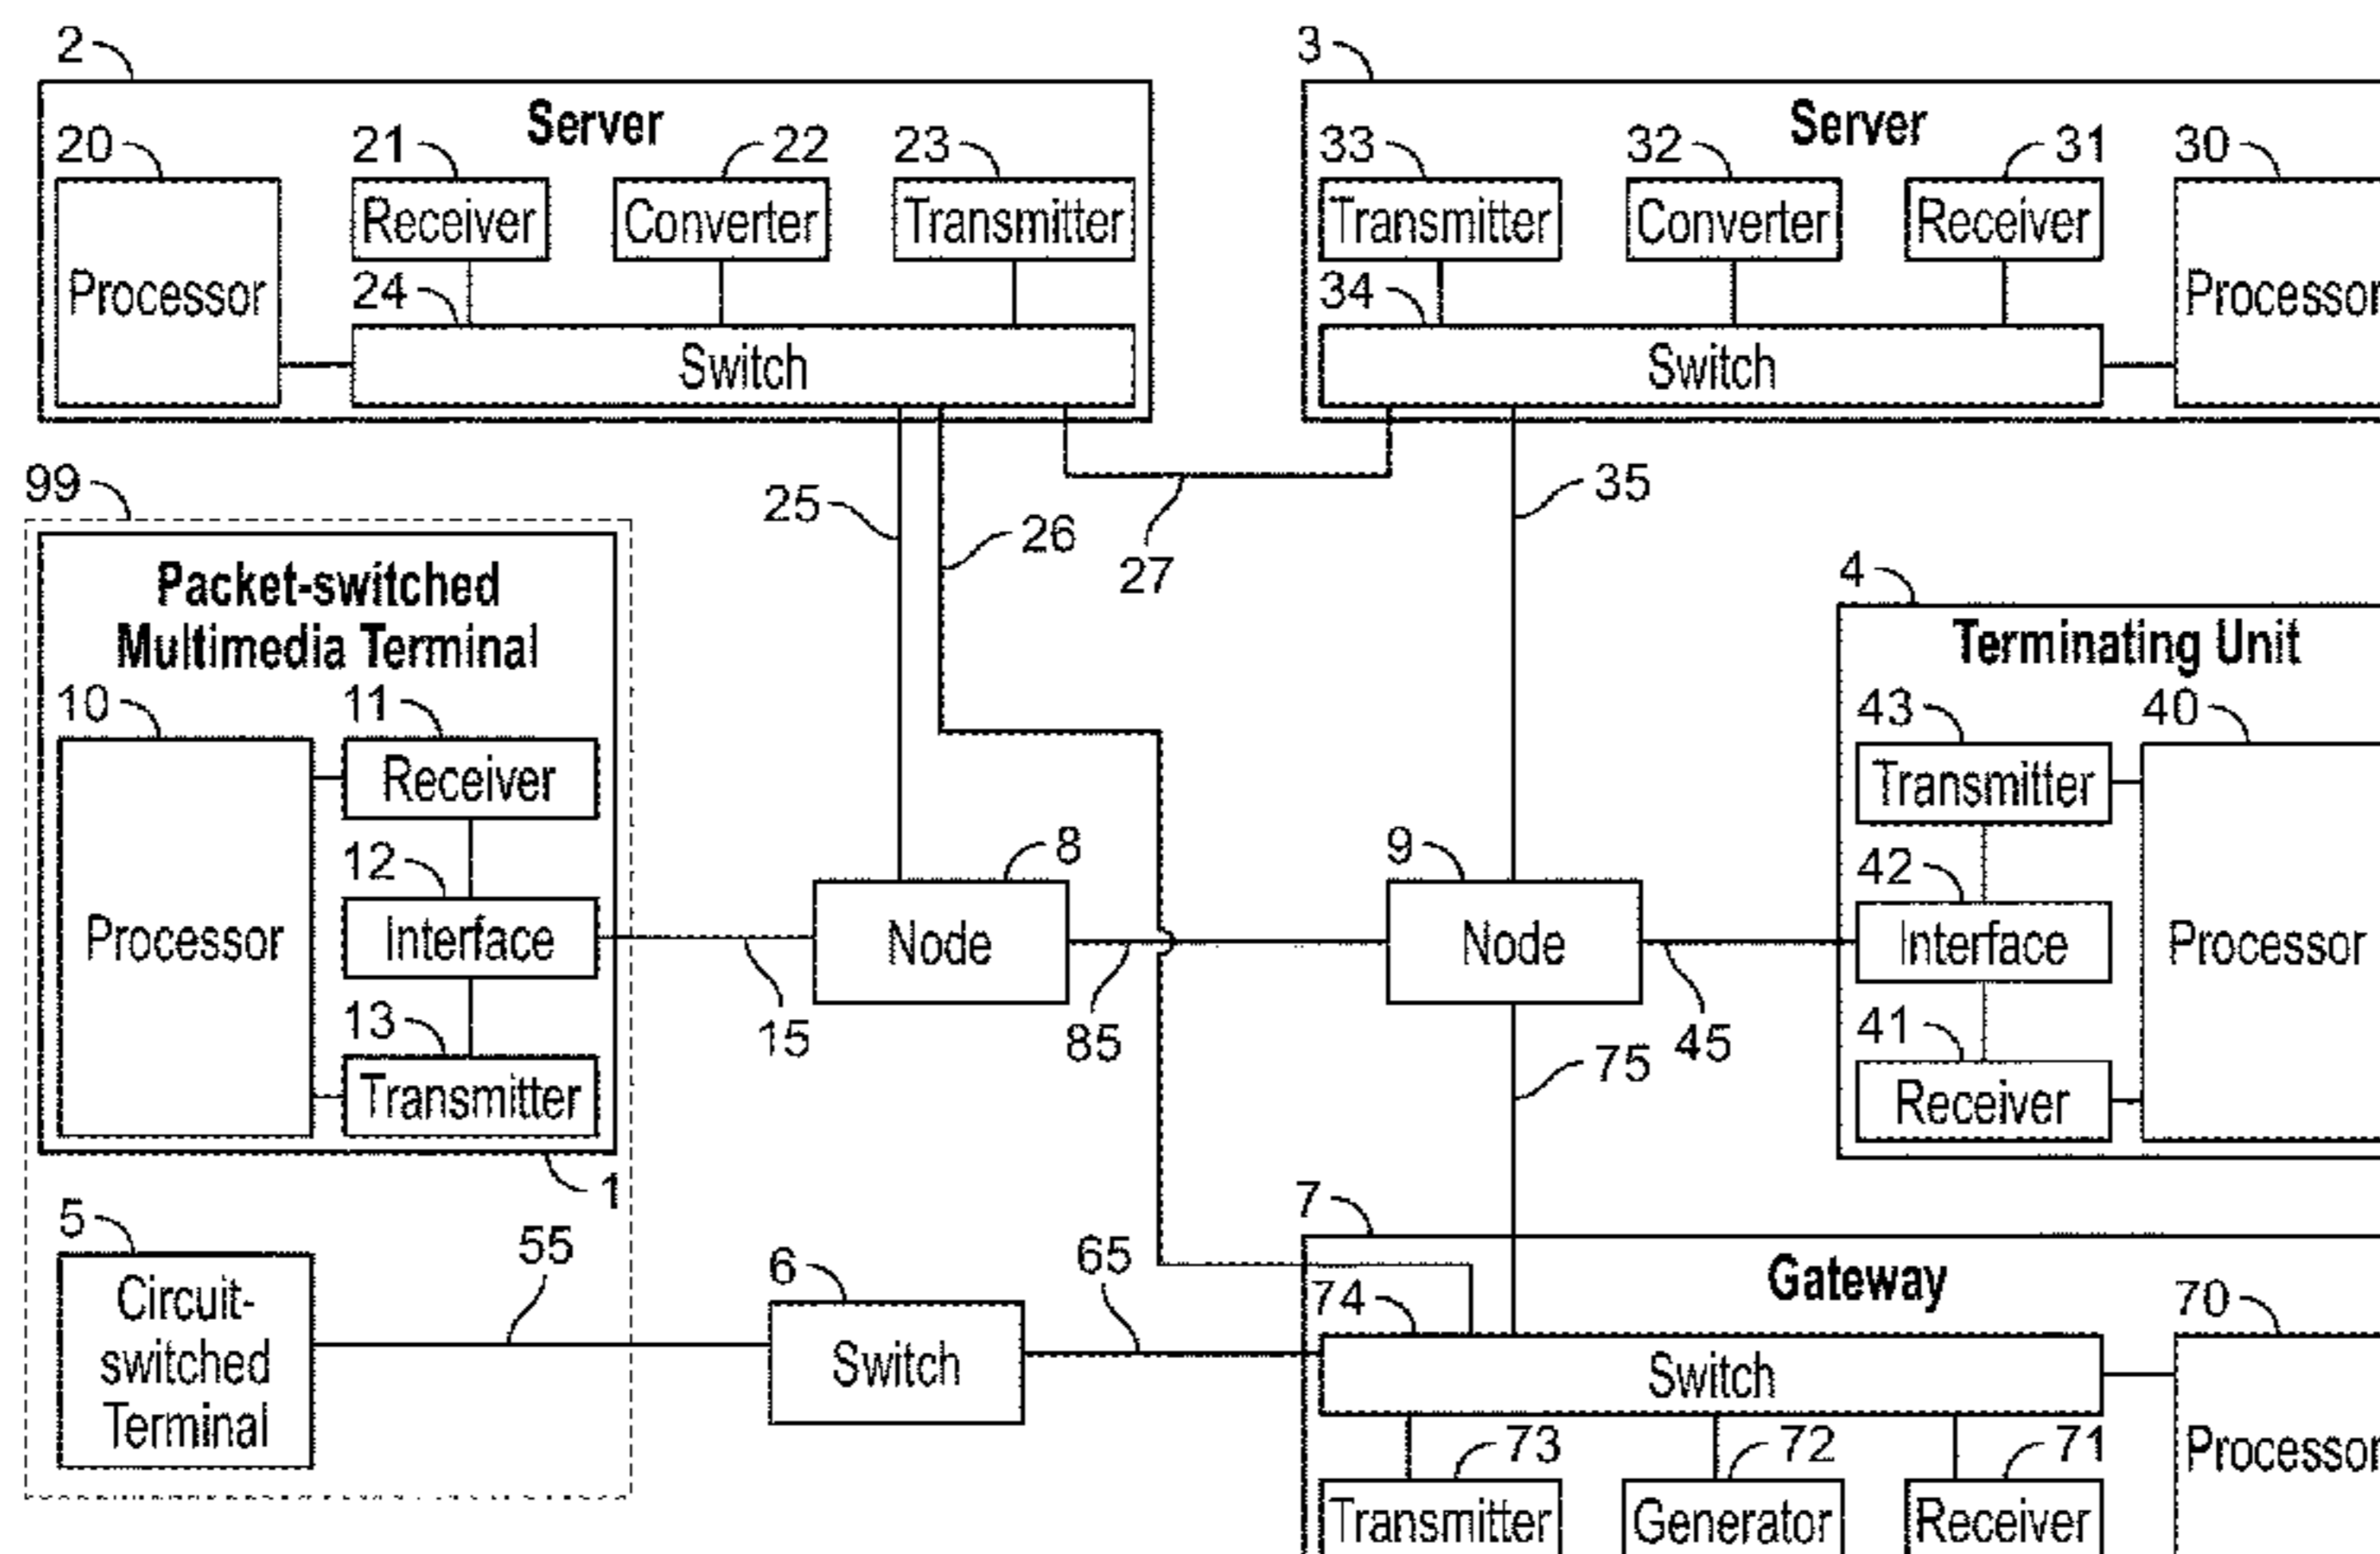 2
3
Server
Server
20
21
22
23
33
32
31
30
Processor
Receiver
Converter
Transmitter
Transmitter
Converter
Receiver
Processor
24
34
Switch
Switch
99
25
26
27
35
Packet-switched
Multimedia Terminal
4
Terminating Unit
10
11
43
40
Processor
Receiver
Transmitter
Processor
12
8
9
42
Interface
Node
Node
Interface
13
15
85
75
45
41
Transmitter
Receiver
1
5
55
6
65
7
Gateway
Circuit-
switched
Terminal
Switch
74
70
Switch
Processor
73
72
71
Transmitter
Generator
Receiver